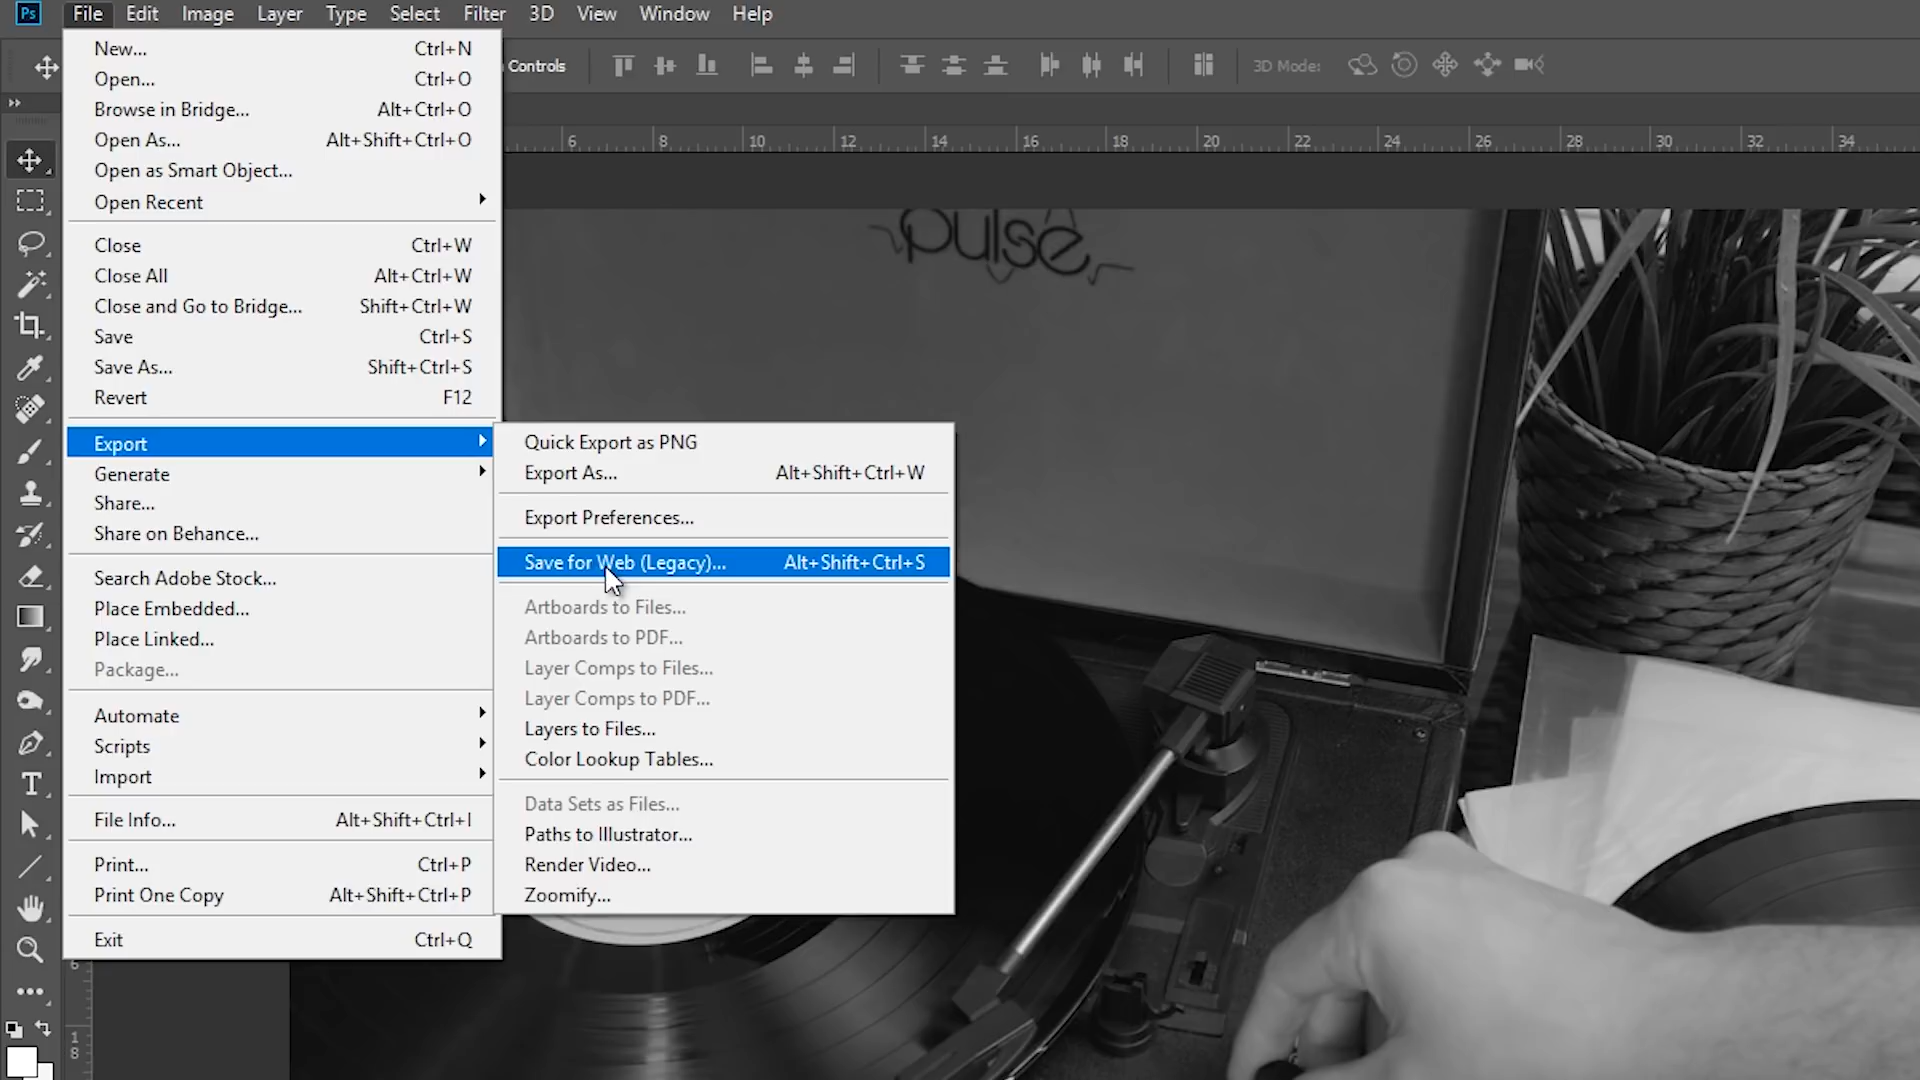 Ps File Edit Image Layer Type Select Filter 3D View Window Help
Controls 3D Mode:
6 8 10 12 14 16 18 20 22 24 26 28 30 32 34
New... Ctrl+N
Open... Ctrl+O
Browse in Bridge... Alt+Ctrl+O
Open As... Alt+Shift+Ctrl+O
Open as Smart Object...
Open Recent
Close Ctrl+W
Close All Alt+Ctrl+W
Close and Go to Bridge... Shift+Ctrl+W
Save Ctrl+S
Save As... Shift+Ctrl+S
Revert F12
Export
Generate
Share...
Share on Behance...
Search Adobe Stock...
Place Embedded...
Place Linked...
Package...
Automate
Scripts
Import
File Info... Alt+Shift+Ctrl+I
Print... Ctrl+P
Print One Copy Alt+Shift+Ctrl+P
Exit Ctrl+Q
Quick Export as PNG
Export As... Alt+Shift+Ctrl+W
Export Preferences...
Save for Web (Legacy)... Alt+Shift+Ctrl+S
Artboards to Files...
Artboards to PDF...
Layer Comps to Files...
Layer Comps to PDF...
Layers to Files...
Color Lookup Tables...
Data Sets as Files...
Paths to Illustrator...
Render Video...
Zoomify...
pulse
6
18